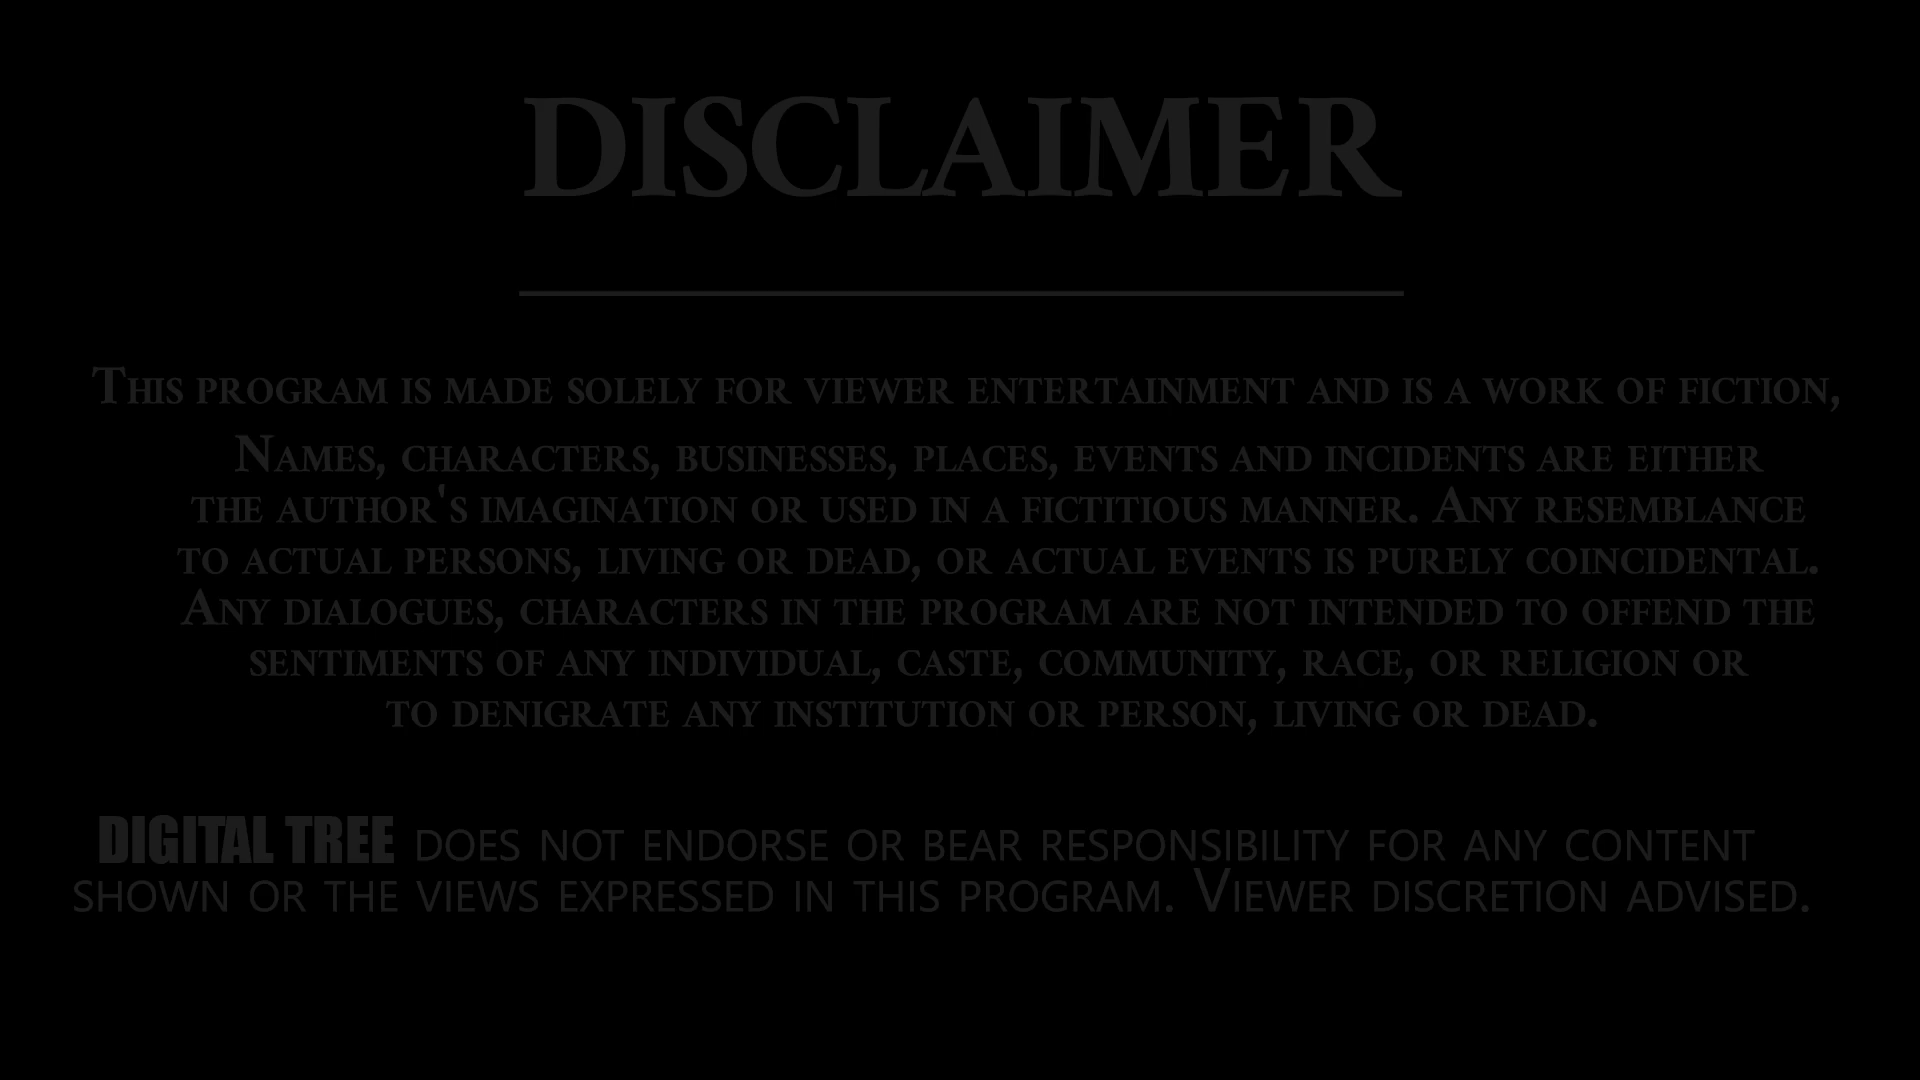 DISCLAIMER
This program is made solely for viewer entertainment and is a work of fiction,
Names, characters, businesses, places, events and incidents are either
the author's imagination or used in a fictitious manner. Any resemblance
to actual persons, living or dead, or actual events is purely coincidental.
Any dialogues, characters in the program are not intended to offend the
sentiments of any individual, caste, community, race, or religion or
to denigrate any institution or person, living or dead.
DIGITAL TREE does not endorse or bear responsibility for any content
shown or the views expressed in this program. Viewer discretion advised.